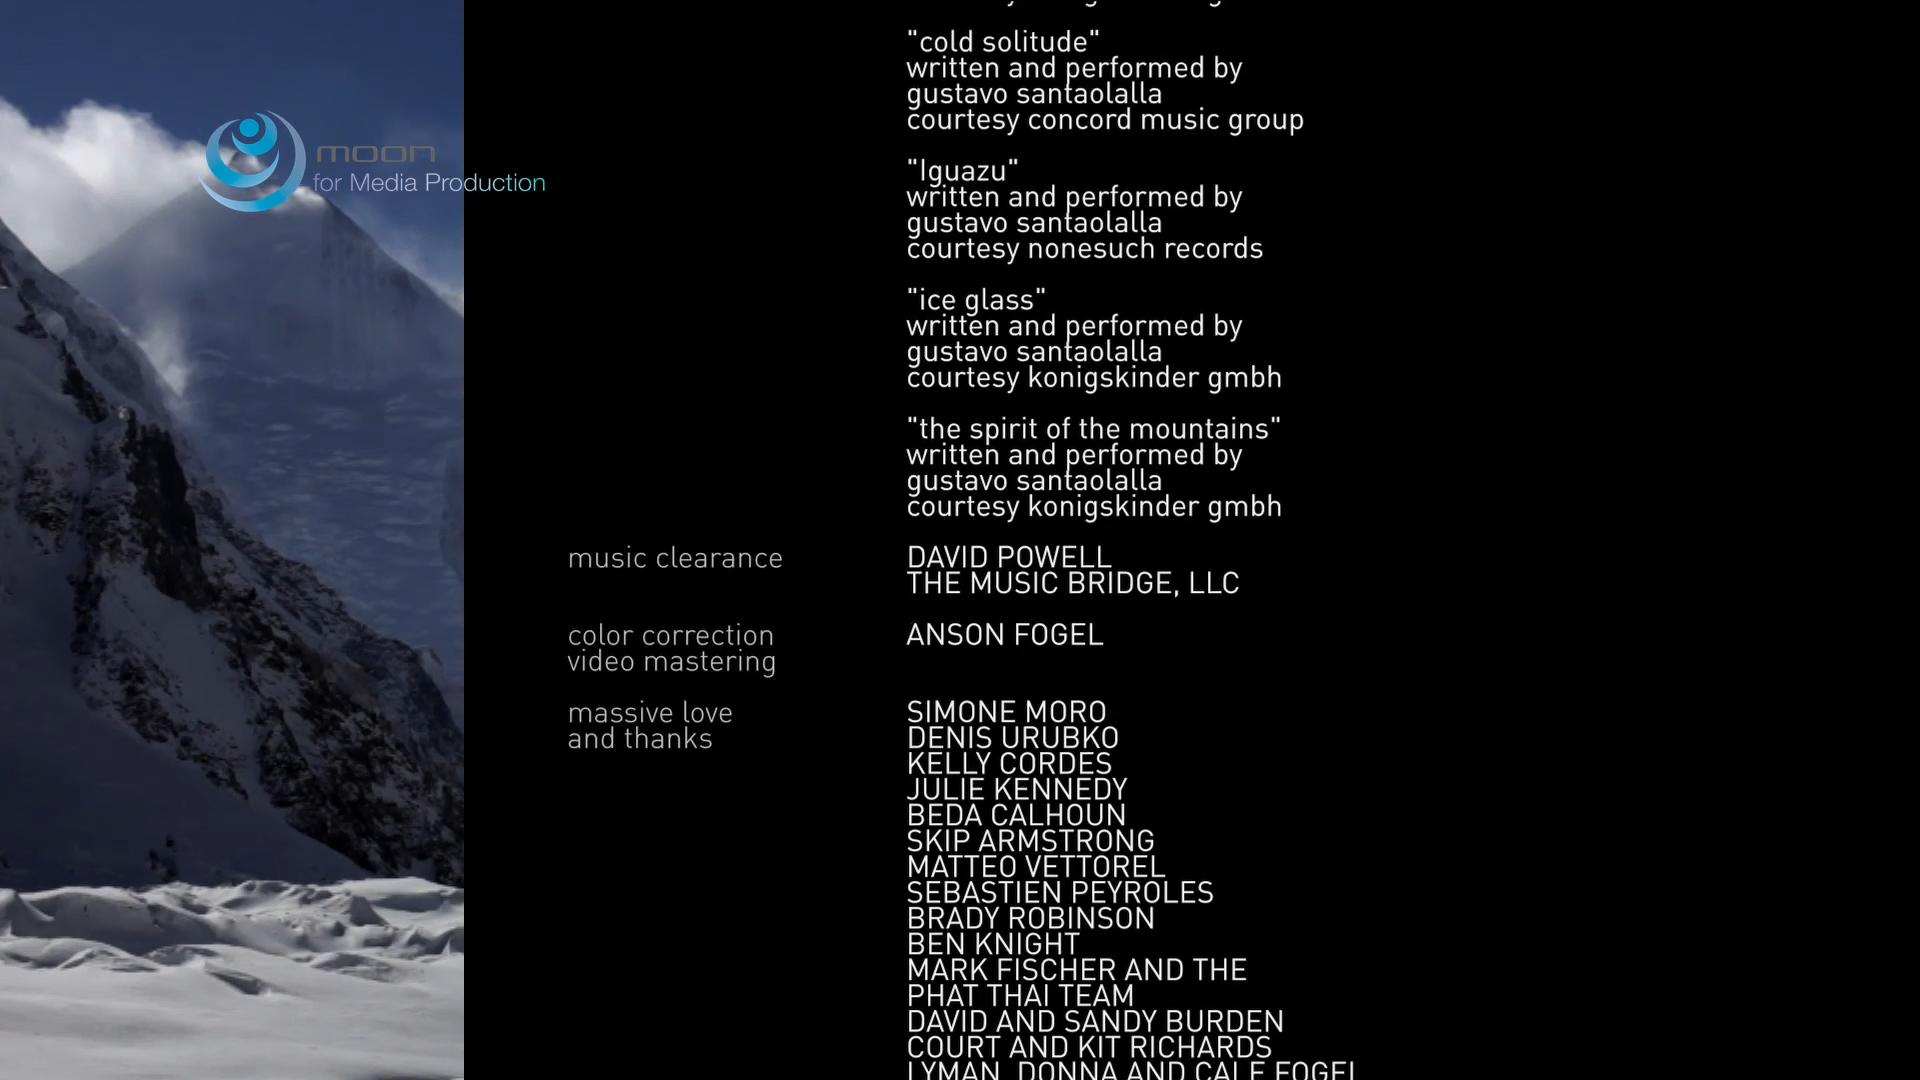 moon
for Media Production
"cold solitude"
written and performed by
gustavo santaolalla
courtesy concord music group
"Iguazu"
written and performed by
gustavo santaolalla
courtesy nonesuch records
"ice glass"
written and performed by
gustavo santaolalla
courtesy konigskinder gmbh
"the spirit of the mountains"
written and performed by
gustavo santaolalla
courtesy konigskinder gmbh
music clearance
DAVID POWELL
THE MUSIC BRIDGE, LLC
color correction
video mastering
ANSON FOGEL
massive love
and thanks
SIMONE MORO
DENIS URUBKO
KELLY CORDES
JULIE KENNEDY
BEDA CALHOUN
SKIP ARMSTRONG
MATTEO VETTOREL
SEBASTIEN PEYROLES
BRADY ROBINSON
BEN KNIGHT
MARK FISCHER AND THE
PHAT THAI TEAM
DAVID AND SANDY BURDEN
COURT AND KIT RICHARDS
LYMAN, DONNA AND CALE FOGEL